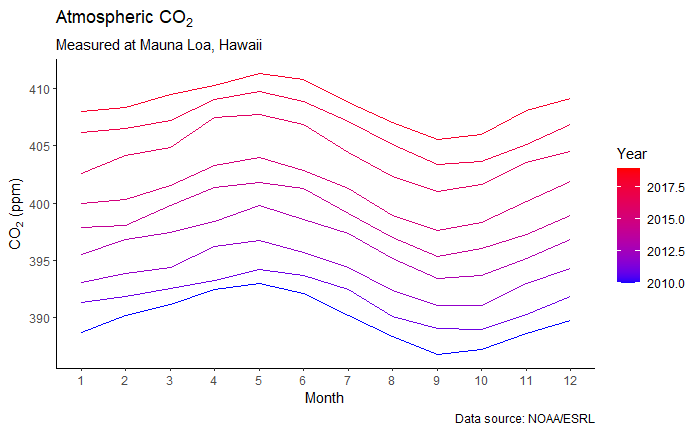 Atmospheric CO₂
Measured at Mauna Loa, Hawaii
CO₂ (ppm)
410
405
400
395
390
1 2 3 4 5 6 7 8 9 10 11 12
Month
Year
2017.5
2015.0
2012.5
2010.0
Data source: NOAA/ESRL